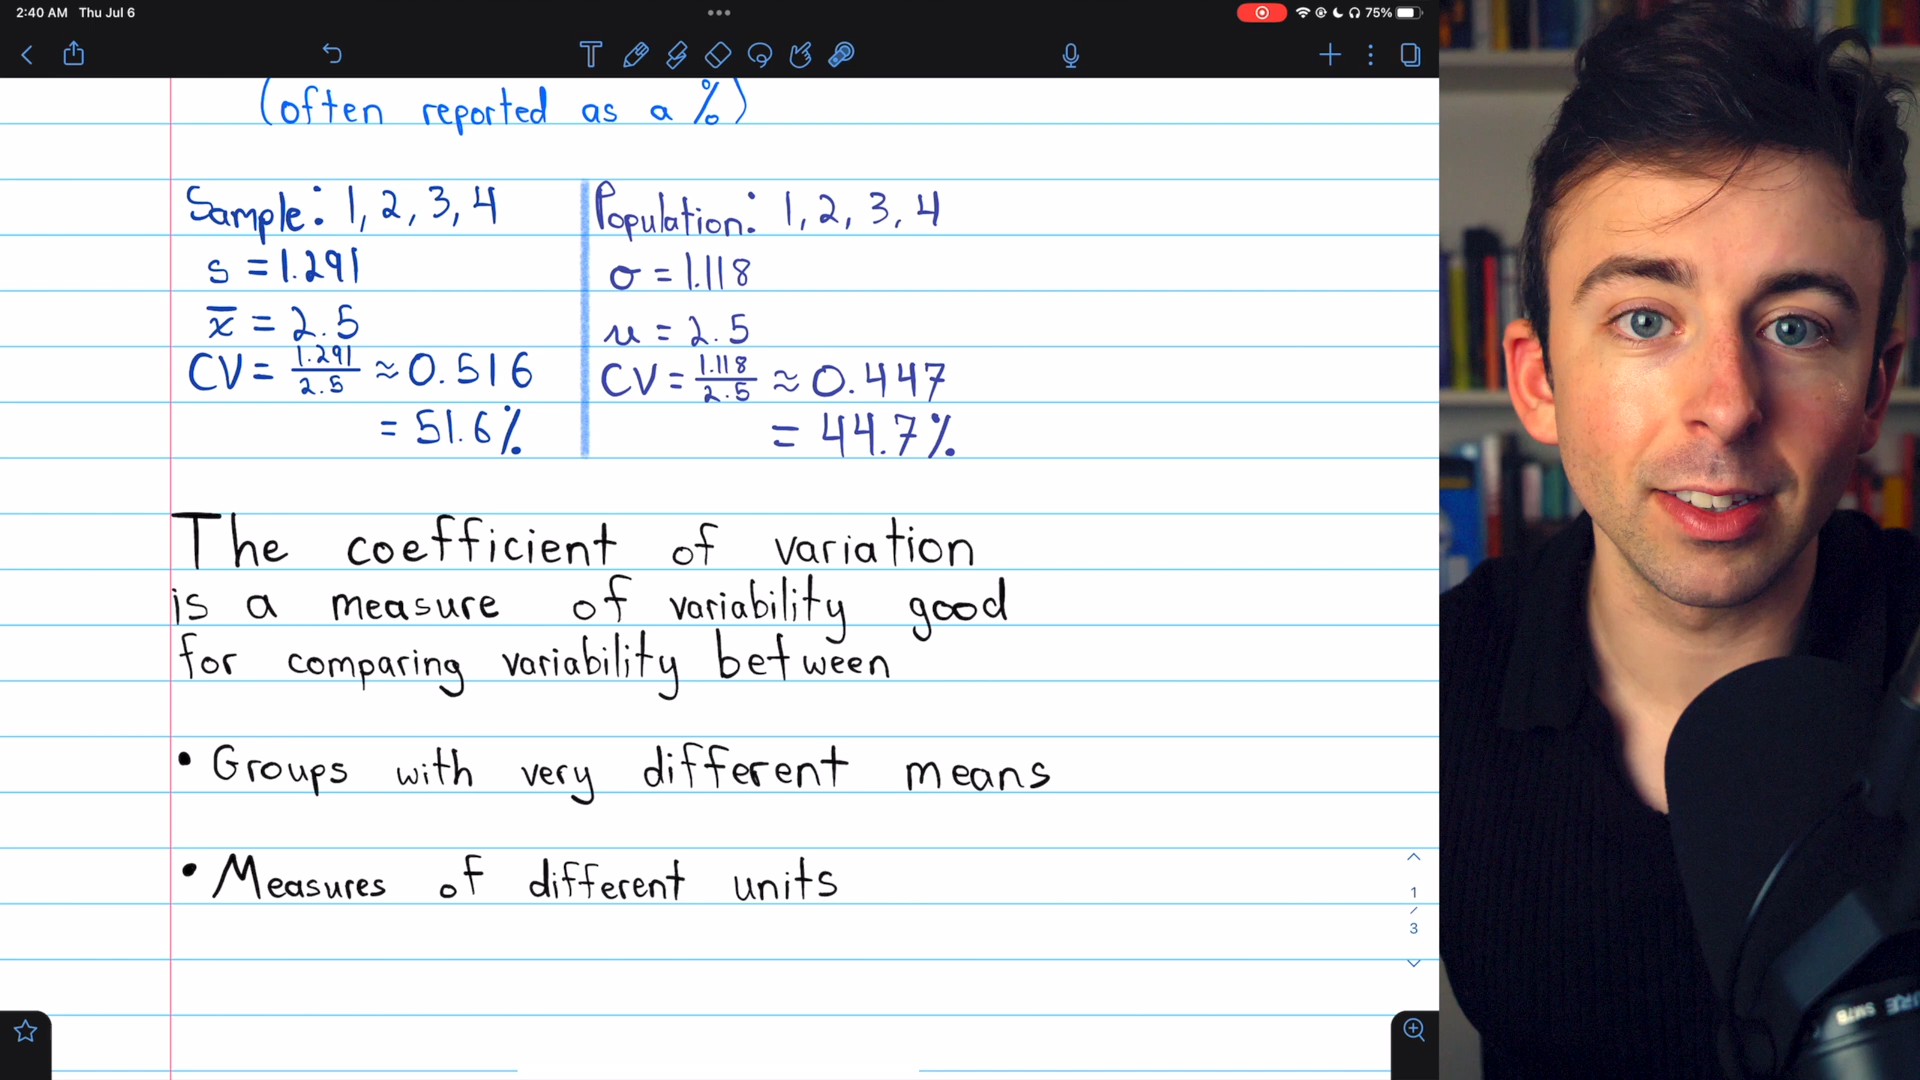 2:40 AM Thu Jul 6
75%
(often reported as a %)
Sample: 1, 2, 3, 4
s = 1.291
x̅ = 2.5
CV = 1.291/2.5 ≈ 0.516
= 51.6%
Population: 1, 2, 3, 4
σ = 1.118
μ = 2.5
CV = 1.118/2.5 ≈ 0.447
= 44.7%
The coefficient of variation
is a measure of variability good
for comparing variability between
• Groups with very different means
• Measures of different units
1
/
3
SM7B